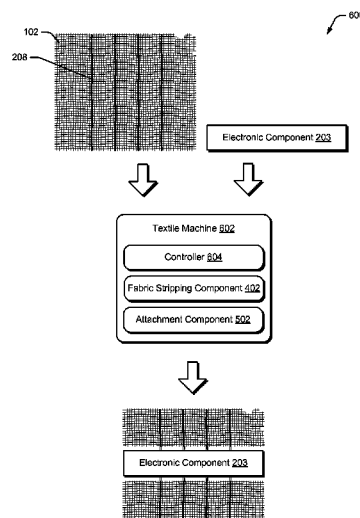 60
102
208
Electronic Component 203
Textile Machine 602
Controller 604
Fabric Stripping Component 402
Attachment Component 502
Electronic Component 203